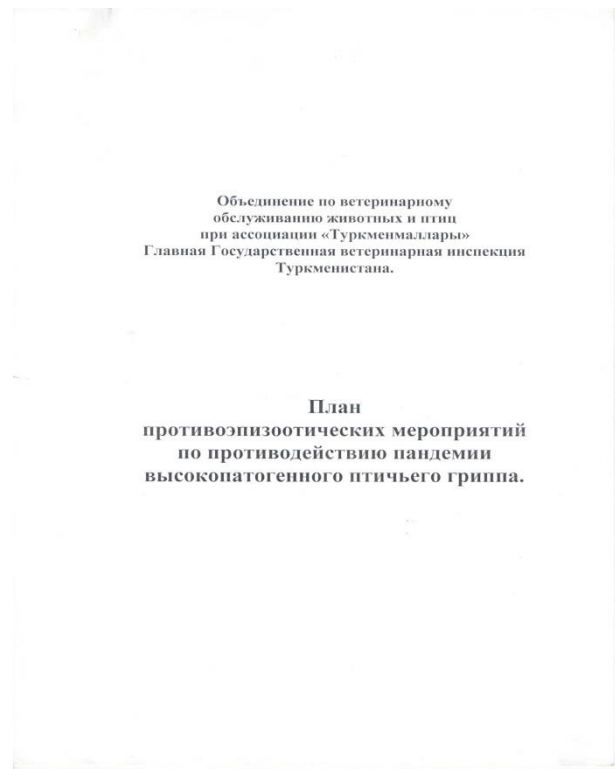 Объединение по ветеринарному
обслуживанию животных и птиц
при ассоциации «Туркменмаллары»
Главная Государственная ветеринарная инспекция
Туркменистана.
План
противоэпизоотических мероприятий
по противодействию пандемии
высокопатогенного птичьего гриппа.